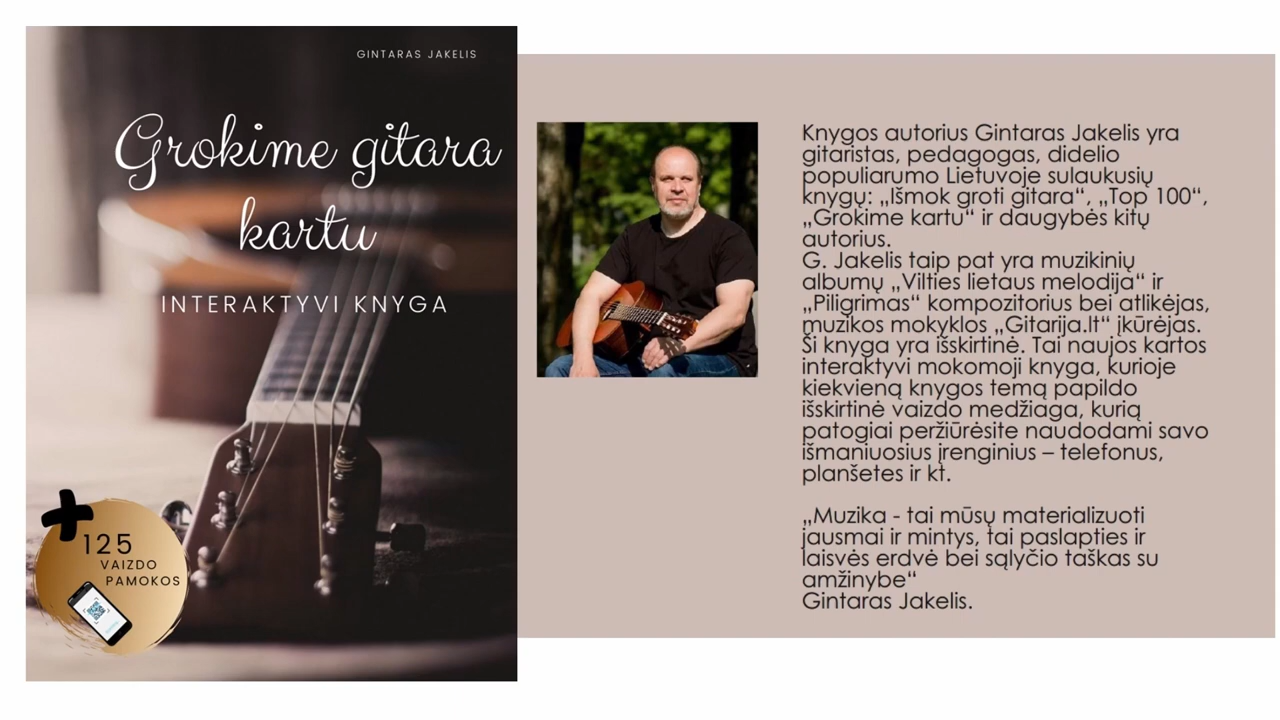 GINTARAS JAKELIS
Grokime gitara
kartu
INTERAKTYVI KNYGA
125
VAIZDO
PAMOKOS
Knygos autorius Gintaras Jakelis yra
gitaristas, pedagogas, didelio
populiarumo Lietuvoje sulaukusių
knygų: „Išmok groti gitara“, „Top 100“,
„Grokime kartu“ ir daugybės kitų
autorius.
G. Jakelis taip pat yra muzikinių
albumų „Vilties lietaus melodija“ ir
„Piligrimas“ kompozitorius bei atlikėjas,
muzikos mokyklos „Gitarija.lt“ įkūrėjas.
Ši knyga yra išskirtinė. Tai naujos kartos
interaktyvi mokomoji knyga, kurioje
kiekvieną knygos temą papildo
išskirtinė vaizdo medžiaga, kurią
patogiai peržiūrėsite naudodami savo
išmaniuosius įrenginius – telefonus,
planšetes ir kt.
„Muzika - tai mūsų materializuoti
jausmai ir mintys, tai paslapties ir
laisvės erdvė bei sąlyčio taškas su
amžinybe“
Gintaras Jakelis.